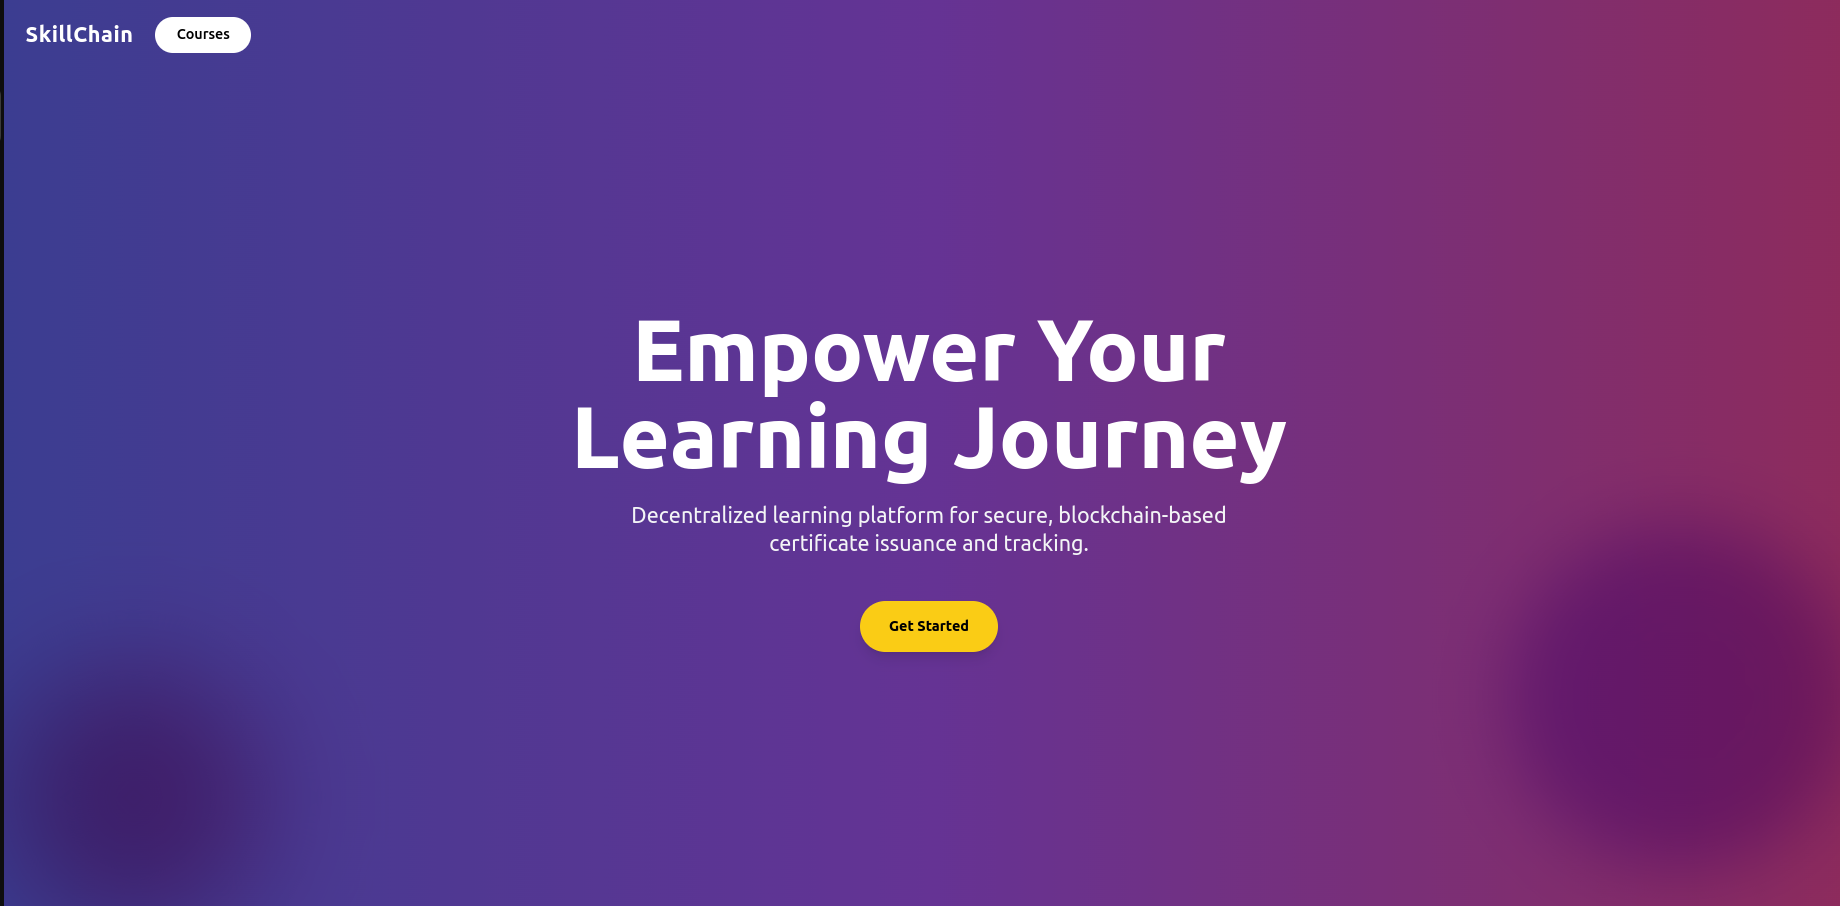 SkillChain
Courses
Empower Your
Learning Journey
Decentralized learning platform for secure, blockchain-based
certificate issuance and tracking.
Get Started